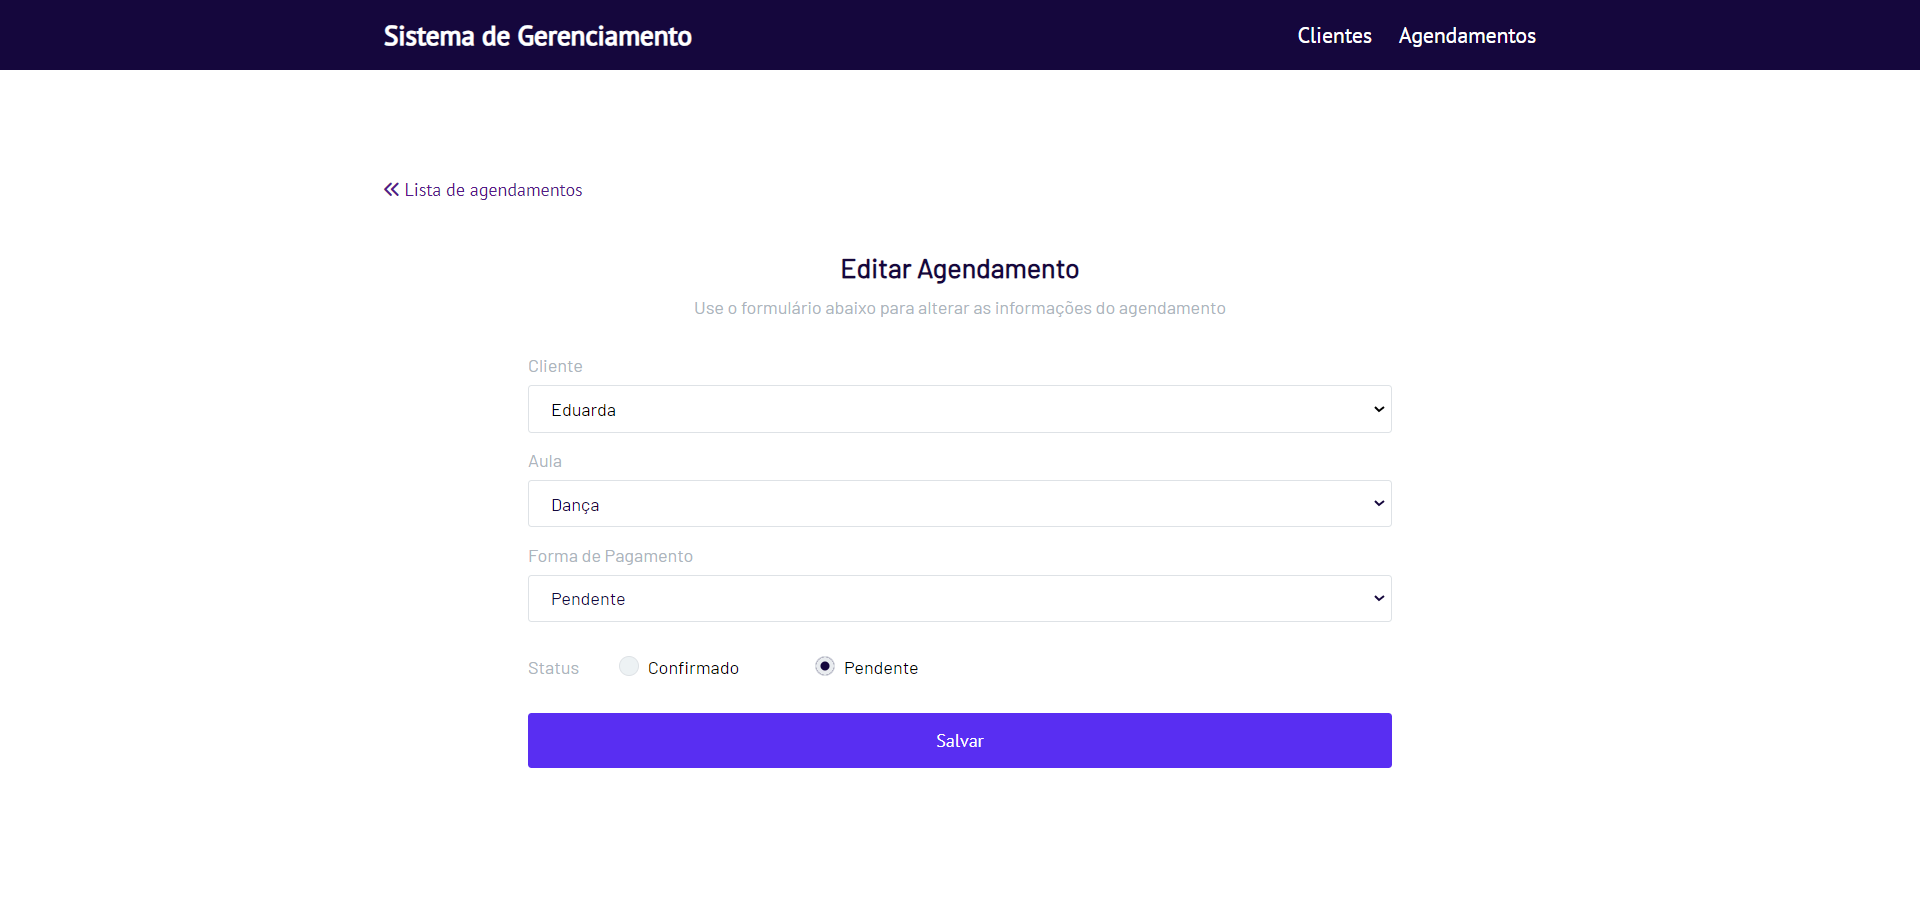 Sistema de Gerenciamento
Clientes
Agendamentos
Lista de agendamentos
Editar Agendamento
Use o formulário abaixo para alterar as informações do agendamento
Cliente
Eduarda
Aula
Dança
Forma de Pagamento
Pendente
Status
Confirmado
Pendente
Salvar